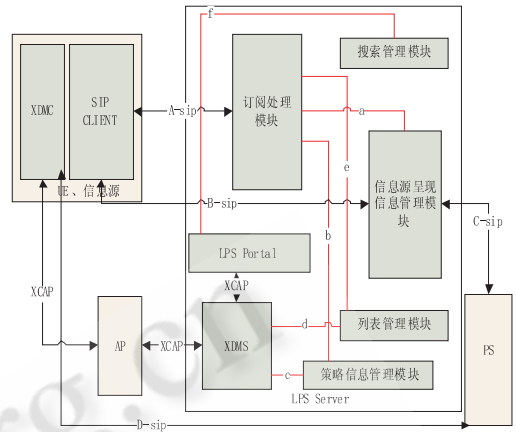 f
搜索管理模块
XDMC
SIP
CLIENT
订阅处理
模块
A-sip
a
e
UE、信息源
信息源呈现
信息管理模
块
B-sip
b
C-sip
LPS Portal
XCAP
XCAP
d
列表管理模块
AP
XCAP
XDMS
PS
c
策略信息管理模块
LPS Server
D-sip
rg.cn